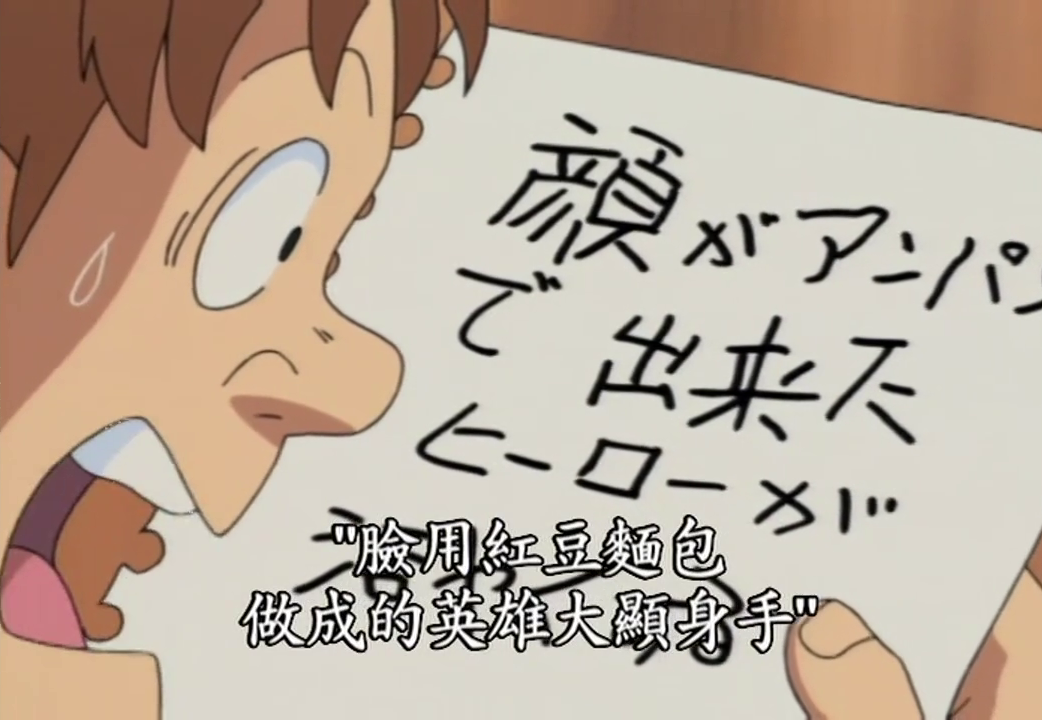 顔がアンパン
で出来た
ヒーローが
"臉用紅豆麵包
做成的英雄大顯身手"